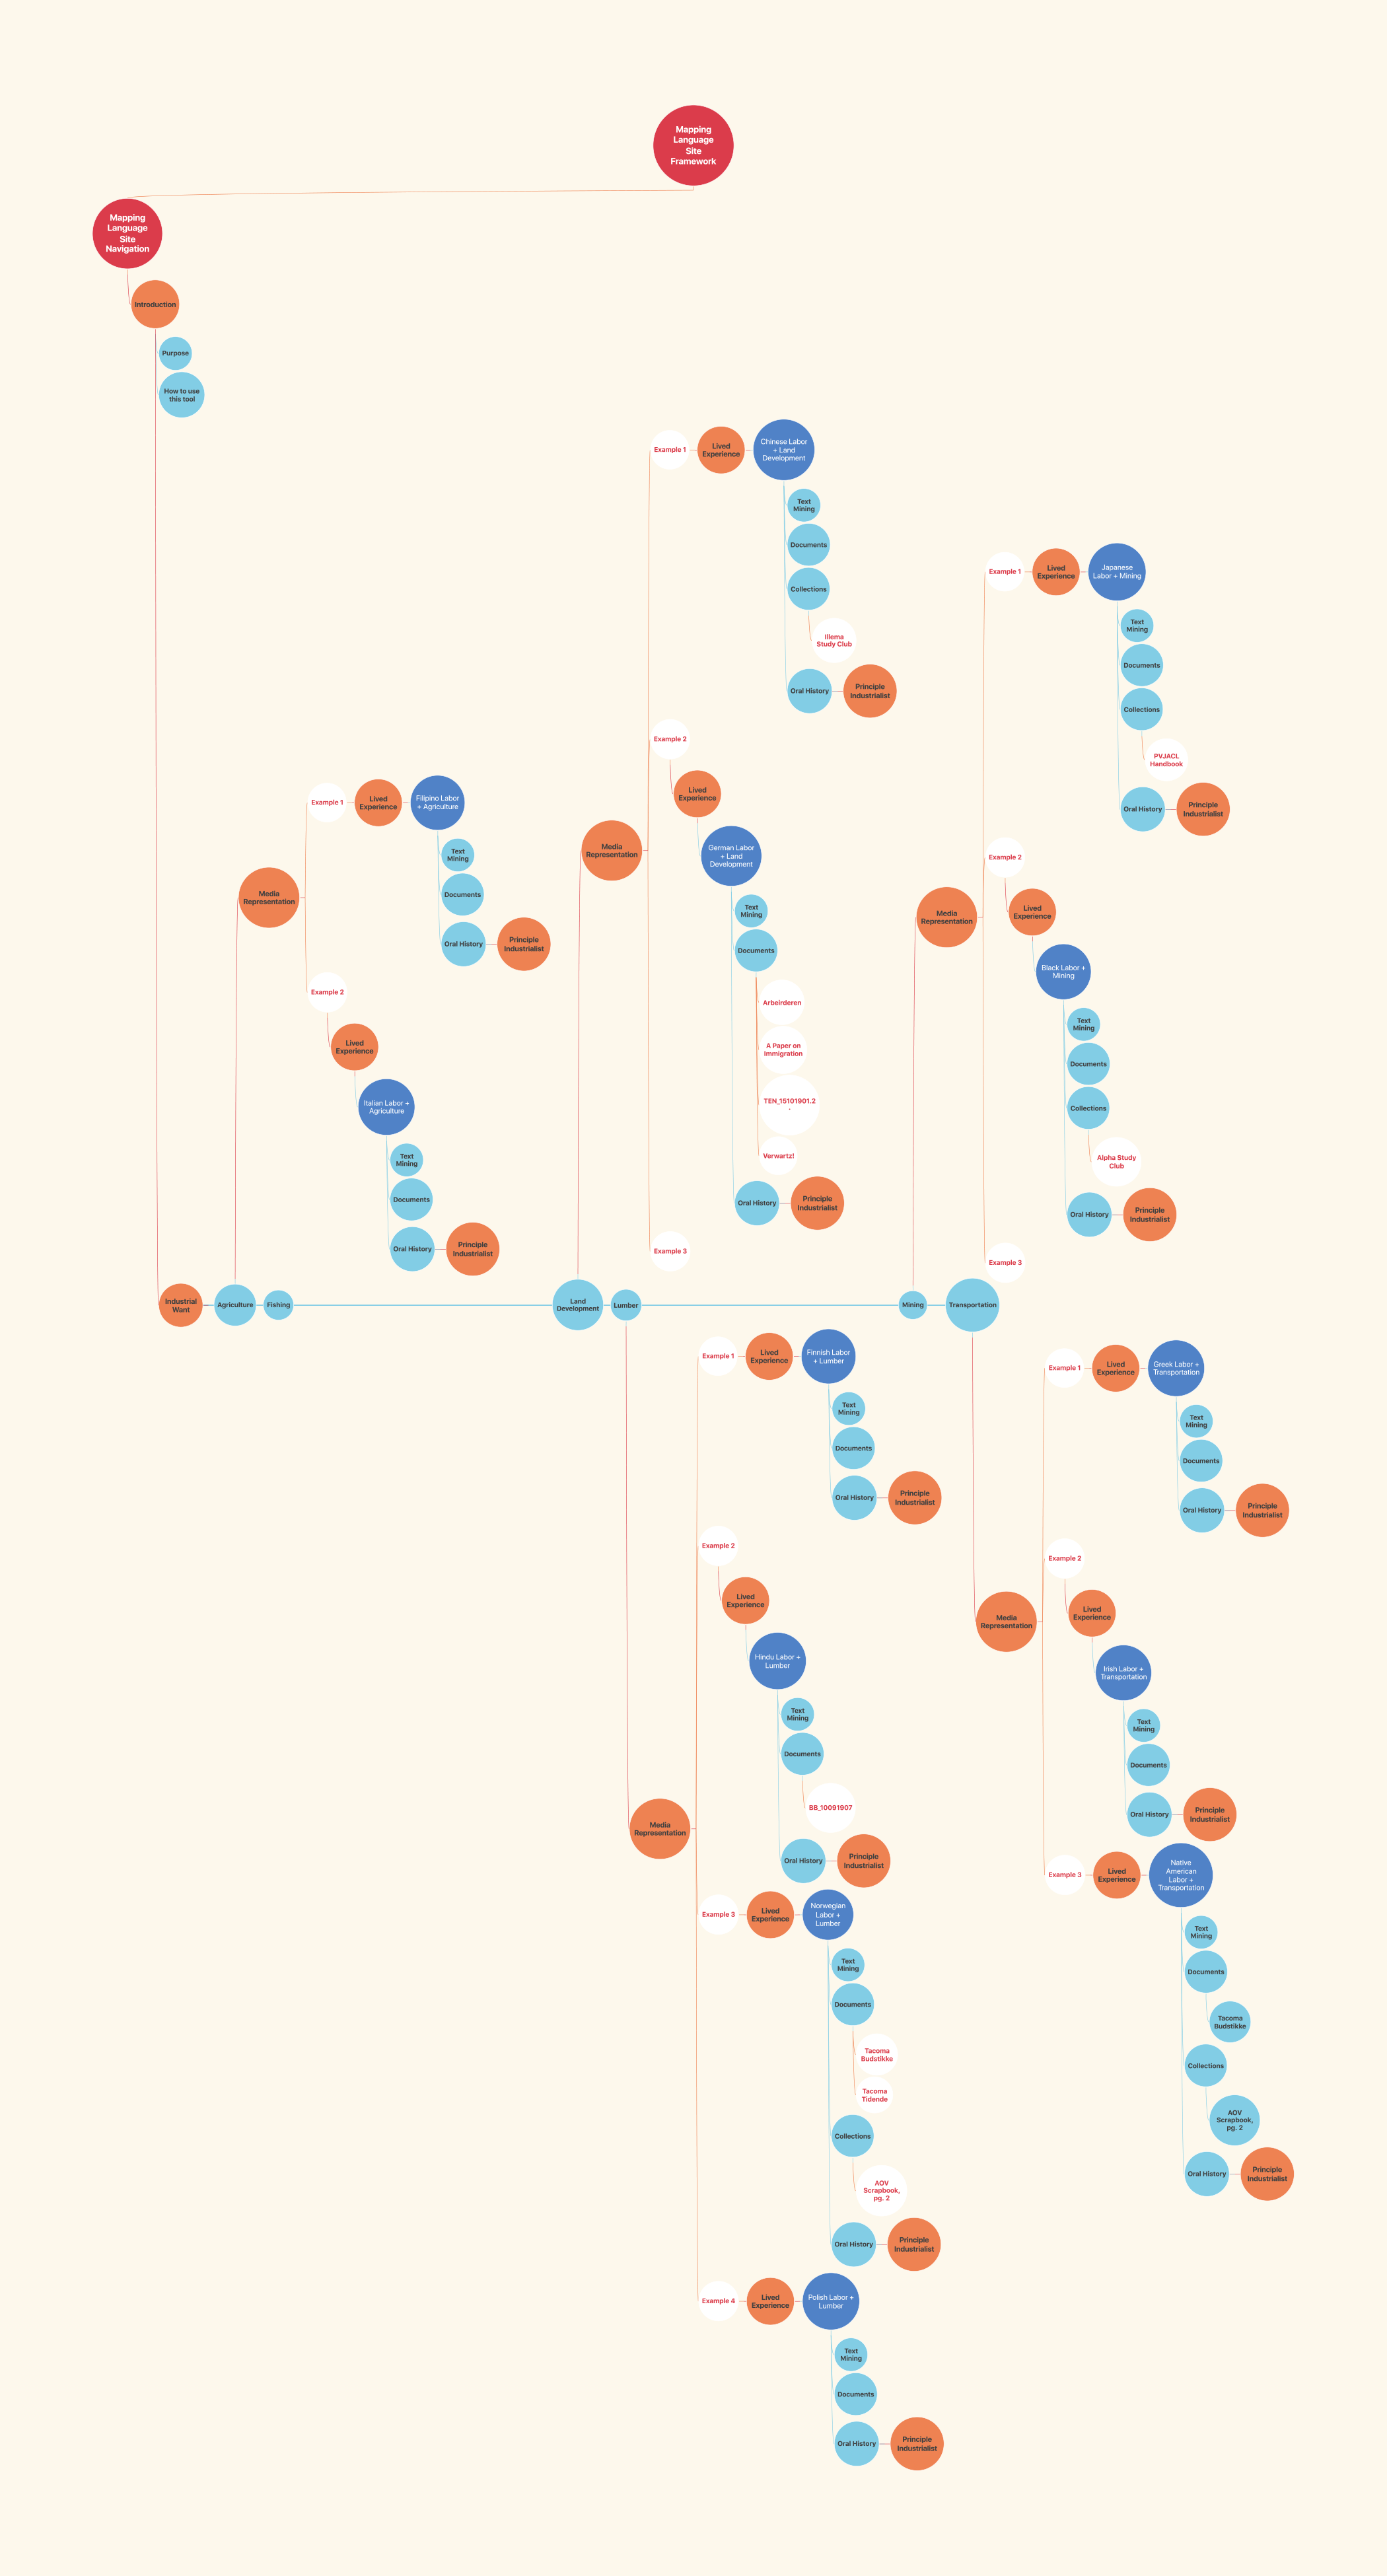 Mapping
Language
Site
Framework
Mapping
Language
Site
Navigation
Introduction
Purpose
How to use
this tool
Industrial
Want
Agriculture
Media
Representation
Example 1
Lived
Experience
Filipino Labor
+ Agriculture
Text
Mining
Documents
Oral History
Principle
Industrialist
Example 2
Lived
Experience
Italian Labor +
Agriculture
Text
Mining
Documents
Oral History
Principle
Industrialist
Fishing
Land
Development
Media
Representation
Example 1
Lived
Experience
Chinese Labor
+ Land
Development
Text
Mining
Documents
Collections
Illema
Study Club
Oral History
Principle
Industrialist
Example 2
Lived
Experience
German Labor
+ Land
Development
Text
Mining
Documents
Arbeirderen
A Paper on
Immigration
TEN_15101901.2
-
Verwartz!
Oral History
Principle
Industrialist
Example 3
Lumber
Media
Representation
Example 1
Lived
Experience
Finnish Labor
+ Lumber
Text
Mining
Documents
Oral History
Principle
Industrialist
Example 2
Lived
Experience
Hindu Labor +
Lumber
Text
Mining
Documents
BB_10091907
Oral History
Principle
Industrialist
Example 3
Lived
Experience
Norwegian
Labor +
Lumber
Text
Mining
Documents
Tacoma
Budstikke
Tacoma
Tidende
Collections
AOV
Scrapbook,
pg. 2
Oral History
Principle
Industrialist
Example 4
Lived
Experience
Polish Labor +
Lumber
Text
Mining
Documents
Oral History
Principle
Industrialist
Mining
Media
Representation
Example 1
Lived
Experience
Japanese
Labor + Mining
Text
Mining
Documents
Collections
PVJACL
Handbook
Oral History
Principle
Industrialist
Example 2
Lived
Experience
Black Labor +
Mining
Text
Mining
Documents
Collections
Alpha Study
Club
Oral History
Principle
Industrialist
Example 3
Transportation
Media
Representation
Example 1
Lived
Experience
Greek Labor +
Transportation
Text
Mining
Documents
Oral History
Principle
Industrialist
Example 2
Lived
Experience
Irish Labor +
Transportation
Text
Mining
Documents
Oral History
Principle
Industrialist
Example 3
Lived
Experience
Native
American
Labor +
Transportation
Text
Mining
Documents
Tacoma
Budstikke
Collections
AOV
Scrapbook,
pg. 2
Oral History
Principle
Industrialist